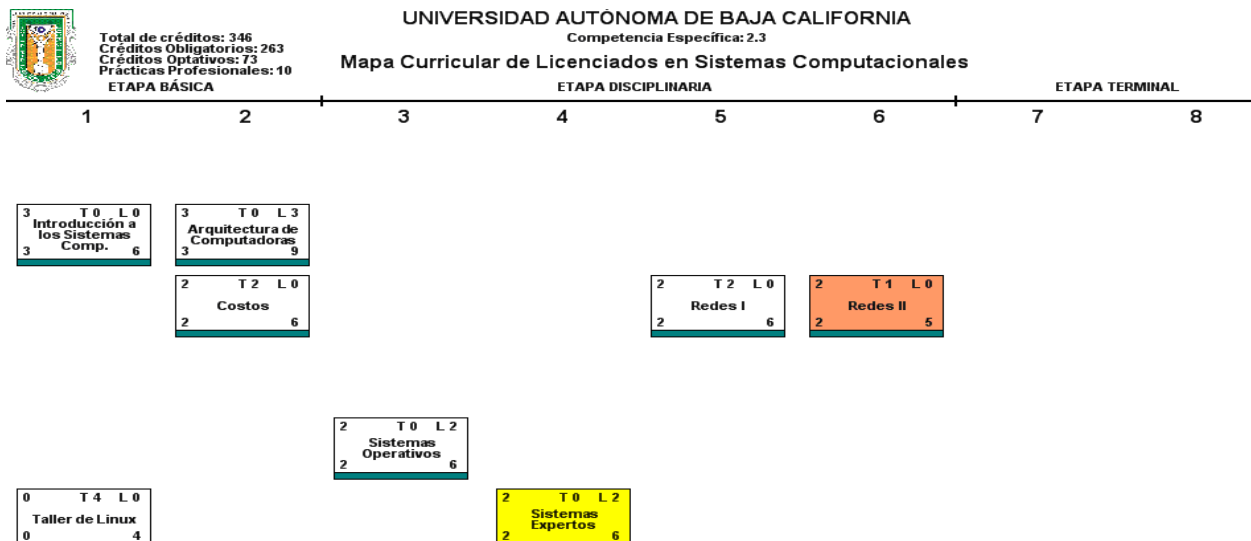 UNIVERSIDAD AUTÓNOMA DE BAJA CALIFORNIA
Total de créditos: 346
Créditos Obligatorios: 263
Créditos Optativos: 73
Prácticas Profesionales: 10
Competencia Específica: 2.3
Mapa Curricular de Licenciados en Sistemas Computacionales
ETAPA BÁSICA ETAPA DISCIPLINARIA ETAPA TERMINAL
1 2 3 4 5 6 7 8
3 T 0 L 0
Introducción a
los Sistemas
Comp.
3 6
3 T 0 L 3
Arquitectura de
Computadoras
3 9
2 T 2 L 0
Costos
2 6
2 T 2 L 0
Redes I
2 6
2 T 1 L 0
Redes II
2 5
2 T 0 L 2
Sistemas
Operativos
2 6
0 T 4 L 0
Taller de Linux
0 4
2 T 0 L 2
Sistemas
Expertos
2 6